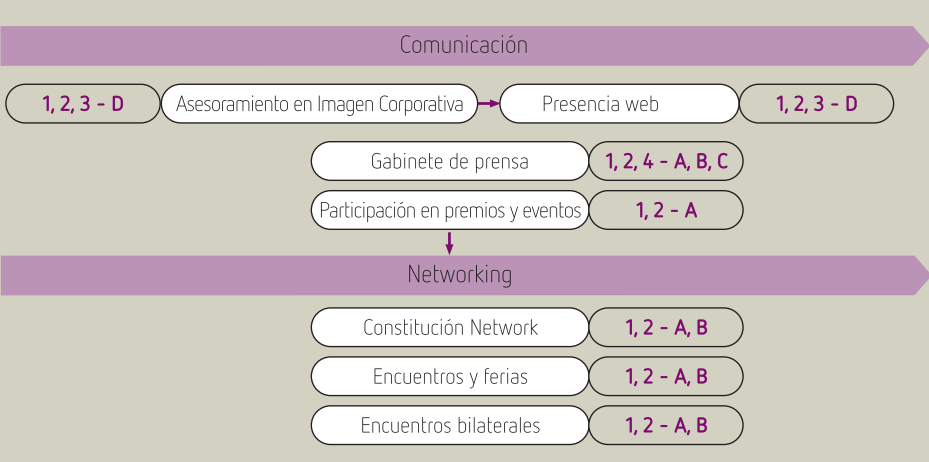 Comunicación
1, 2, 3 - D Asesoramiento en Imagen Corporativa Presencia web 1, 2, 3 - D
Gabinete de prensa 1, 2, 4 - A, B, C
Participación en premios y eventos 1, 2 - A
Networking
Constitución Network 1, 2 - A, B
Encuentros y ferias 1, 2 - A, B
Encuentros bilaterales 1, 2 - A, B